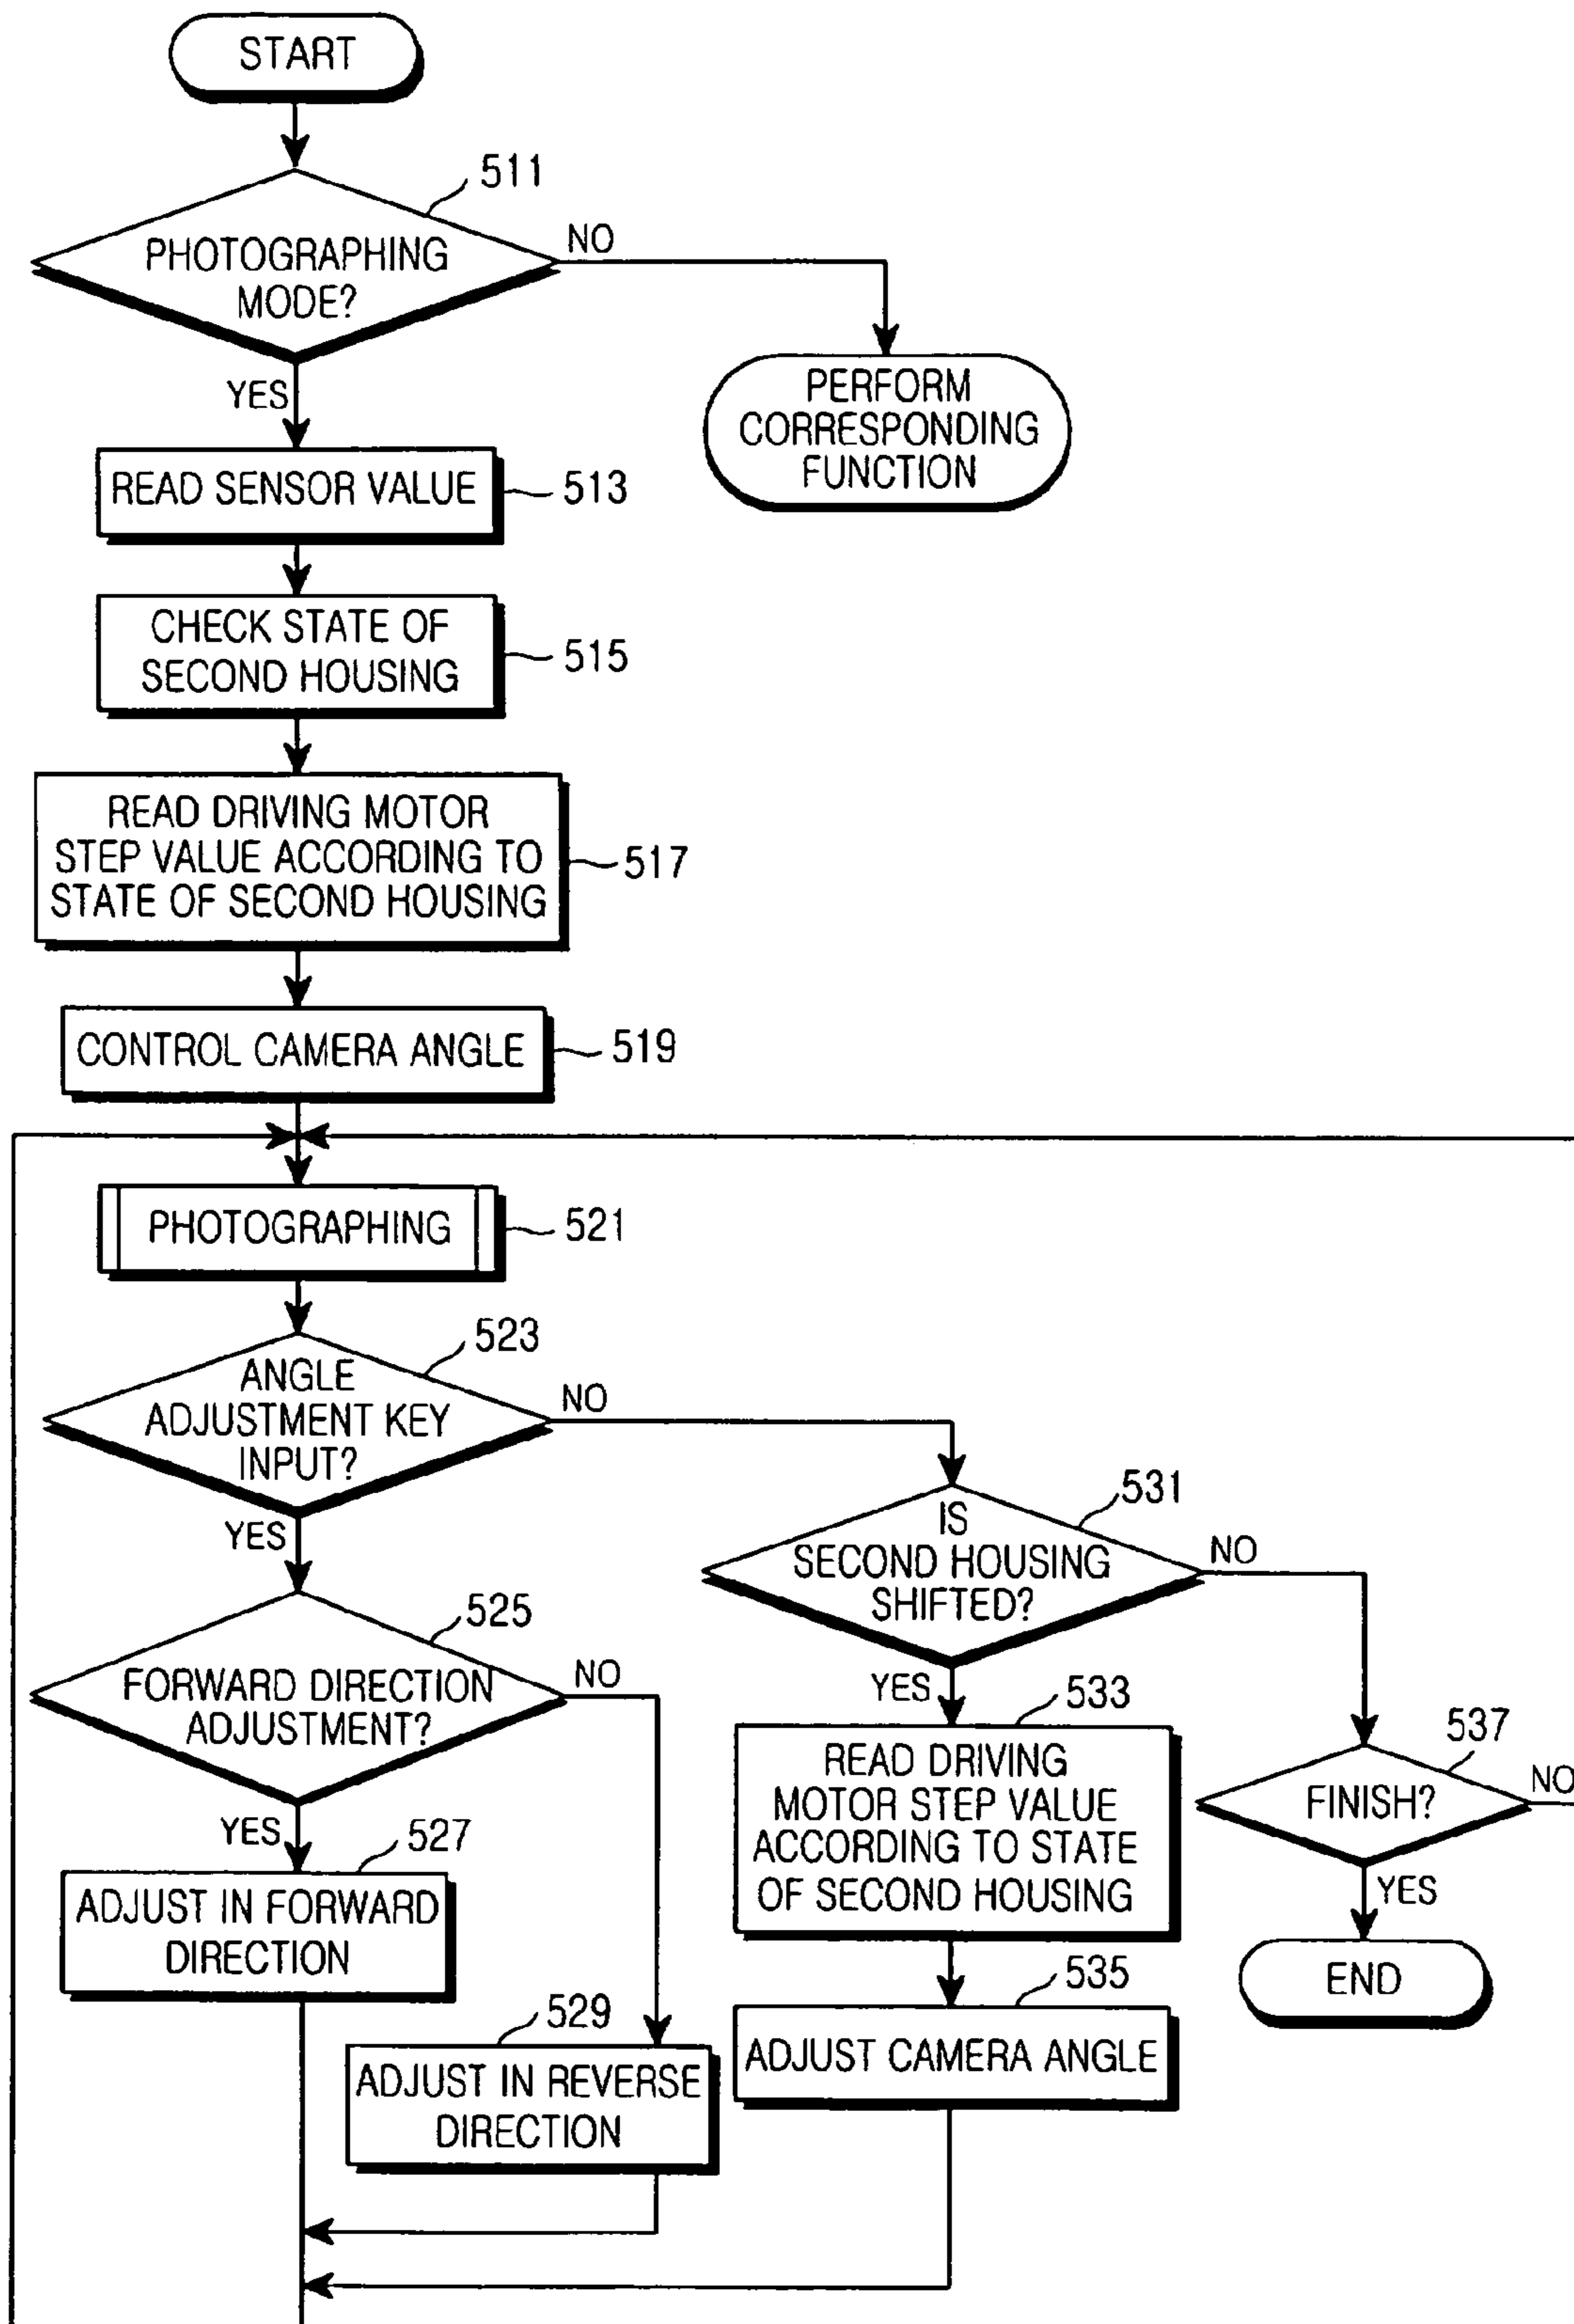 START
511
PHOTOGRAPHING
MODE?
NO
YES
PERFORM
CORRESPONDING
FUNCTION
READ SENSOR VALUE
513
CHECK STATE OF
SECOND HOUSING
515
READ DRIVING MOTOR
STEP VALUE ACCORDING TO
STATE OF SECOND HOUSING
517
CONTROL CAMERA ANGLE
519
PHOTOGRAPHING
521
523
ANGLE
ADJUSTMENT KEY
INPUT?
NO
YES
531
IS
SECOND HOUSING
SHIFTED?
NO
YES
525
FORWARD DIRECTION
ADJUSTMENT?
NO
YES
533
READ DRIVING
MOTOR STEP VALUE
ACCORDING TO STATE
OF SECOND HOUSING
537
FINISH?
NO
YES
END
527
ADJUST IN FORWARD
DIRECTION
529
ADJUST IN REVERSE
DIRECTION
535
ADJUST CAMERA ANGLE